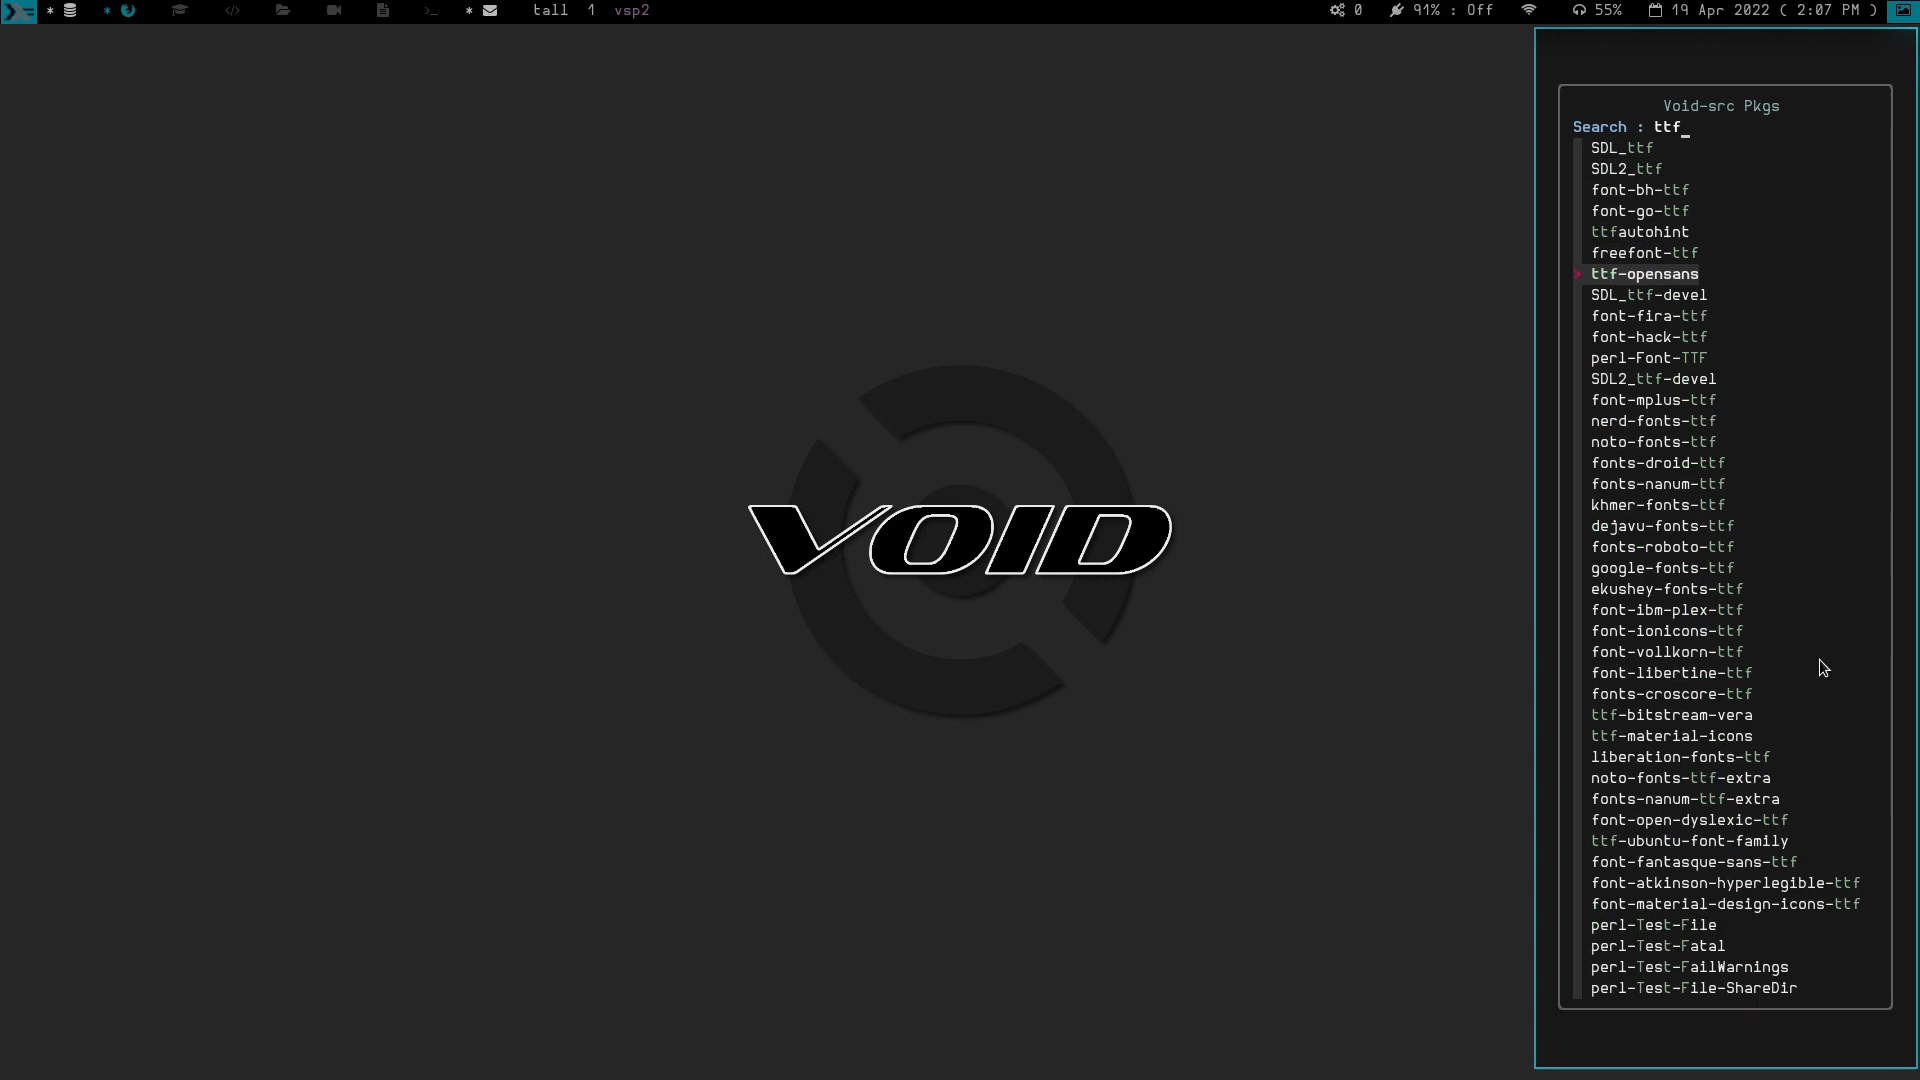 * * </> >_ * tall 1 vsp2 0 91% : Off 55% 19 Apr 2022 ( 2:07 PM )
Void-src Pkgs
Search : ttf_
SDL_ttf
SDL2_ttf
font-bh-ttf
font-go-ttf
ttfautohint
freefont-ttf
> ttf-opensans
SDL_ttf-devel
font-fira-ttf
font-hack-ttf
perl-Font-TTF
SDL2_ttf-devel
font-mplus-ttf
nerd-fonts-ttf
noto-fonts-ttf
fonts-droid-ttf
fonts-nanum-ttf
khmer-fonts-ttf
dejavu-fonts-ttf
fonts-roboto-ttf
google-fonts-ttf
ekushey-fonts-ttf
font-ibm-plex-ttf
font-ionicons-ttf
font-vollkorn-ttf
font-libertine-ttf
fonts-croscore-ttf
ttf-bitstream-vera
ttf-material-icons
liberation-fonts-ttf
noto-fonts-ttf-extra
fonts-nanum-ttf-extra
font-open-dyslexic-ttf
ttf-ubuntu-font-family
font-fantasque-sans-ttf
font-atkinson-hyperlegible-ttf
font-material-design-icons-ttf
perl-Test-File
perl-Test-Fatal
perl-Test-FailWarnings
perl-Test-File-ShareDir
VOID